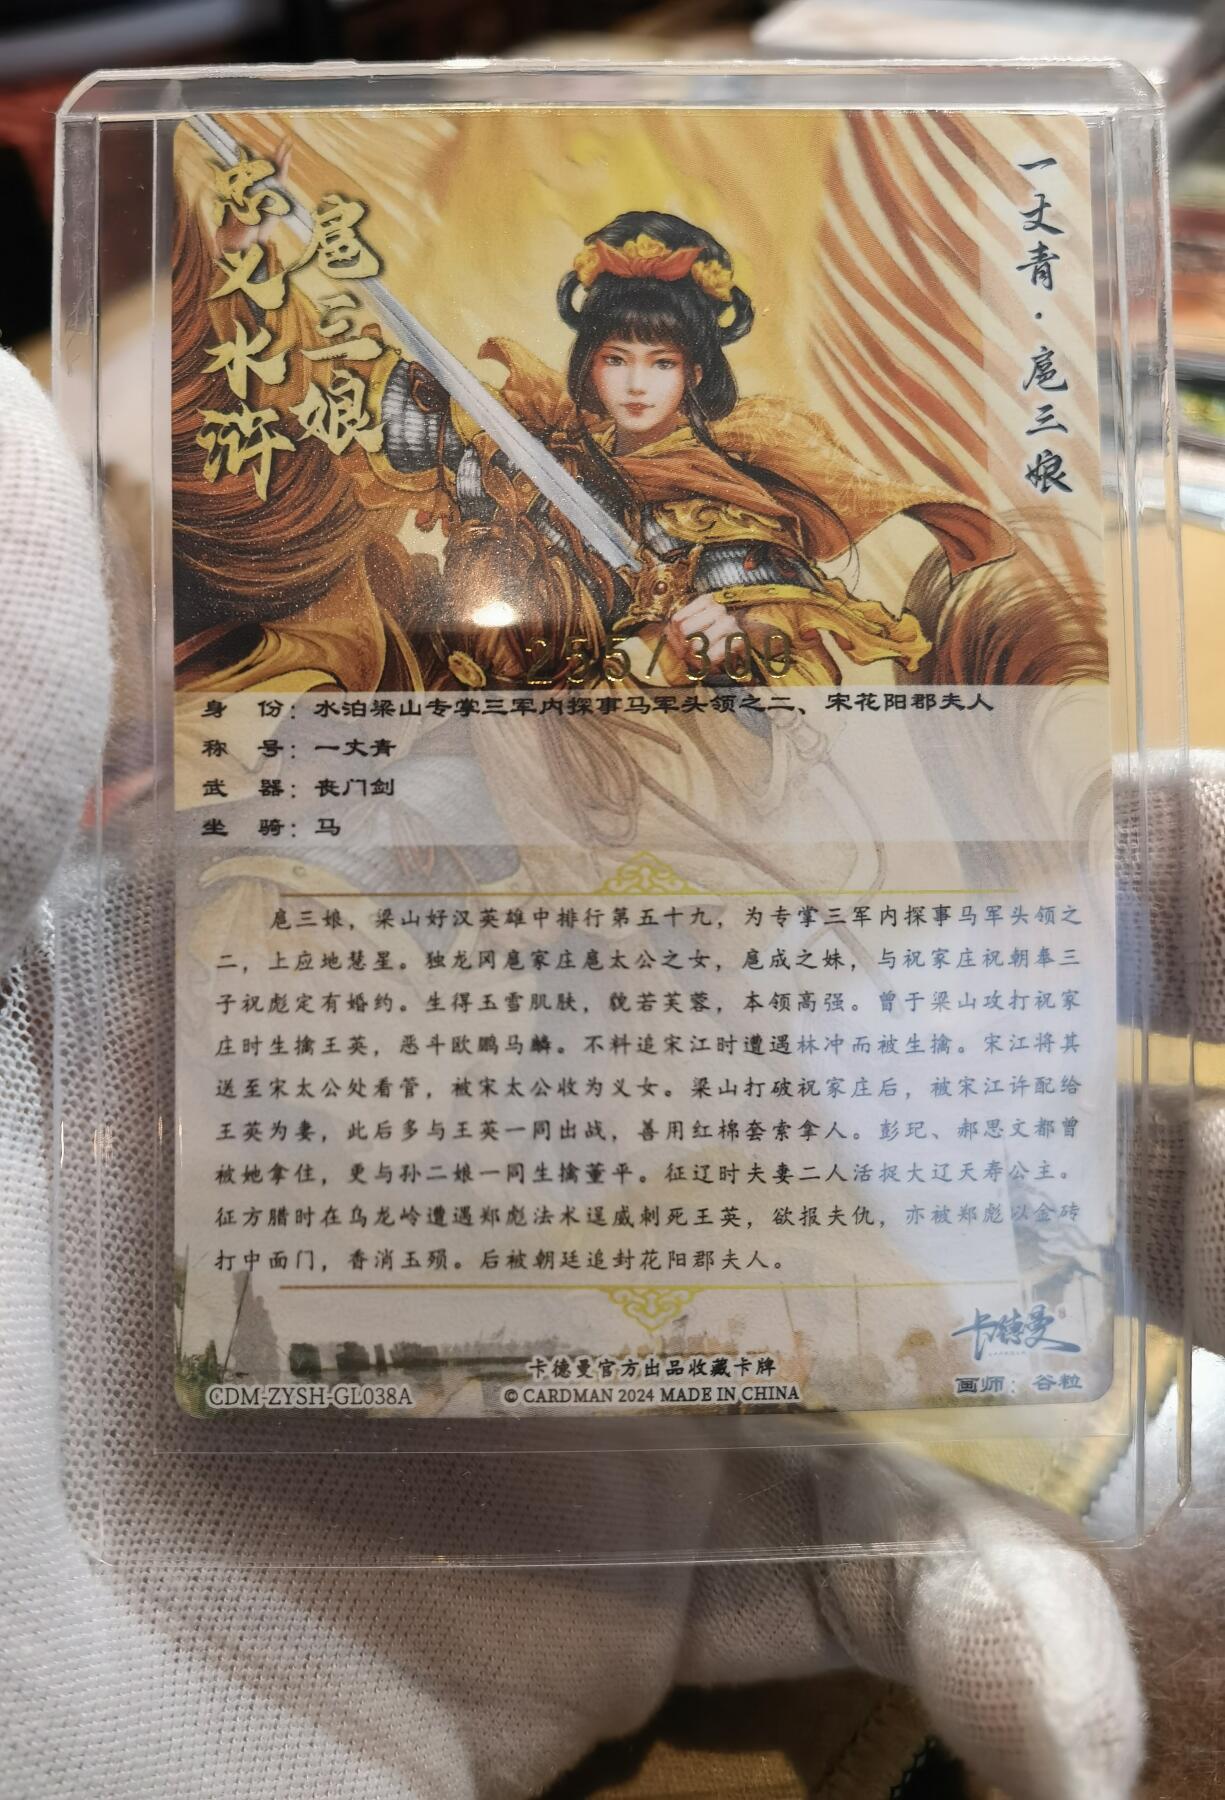 忠义水浒
扈三娘
一丈青·扈三娘
255/300
身 份：水泊梁山专掌三军内探事马军头领之二、宋花阳郡夫人
称 号：一丈青
武 器：丧门剑
坐 骑：马
扈三娘，梁山好汉英雄中排行第五十九，为专掌三军内探事马军头领之
二，上应地慧星。独龙冈扈家庄扈太公之女，扈成之妹，与祝家庄祝朝奉三
子祝彪定有婚约。生得玉雪肌肤，貌若芙蓉，本领高强。曾于梁山攻打祝家
庄时生擒王英，恶斗欧鹏马麟。不料追宋江时遭遇林冲而被生擒。宋江将其
送至宋太公处看管，被宋太公收为义女。梁山打破祝家庄后，被宋江许配给
王英为妻，此后多与王英一同出战，善用红棉套索拿人。彭玘、郝思文都曾
被她拿住，更与孙二娘一同生擒董平。征辽时夫妻二人活捉大辽天寿公主。
征方腊时在乌龙岭遭遇郑彪法术逞威刺死王英，欲报夫仇，亦被郑彪以金砖
打中面门，香消玉殒。后被朝廷追封花阳郡夫人。
卡德曼
卡德曼官方出品收藏卡牌
CDM-ZYSH-GL038A
© CARDMAN 2024 MADE IN CHINA
画师：谷粒